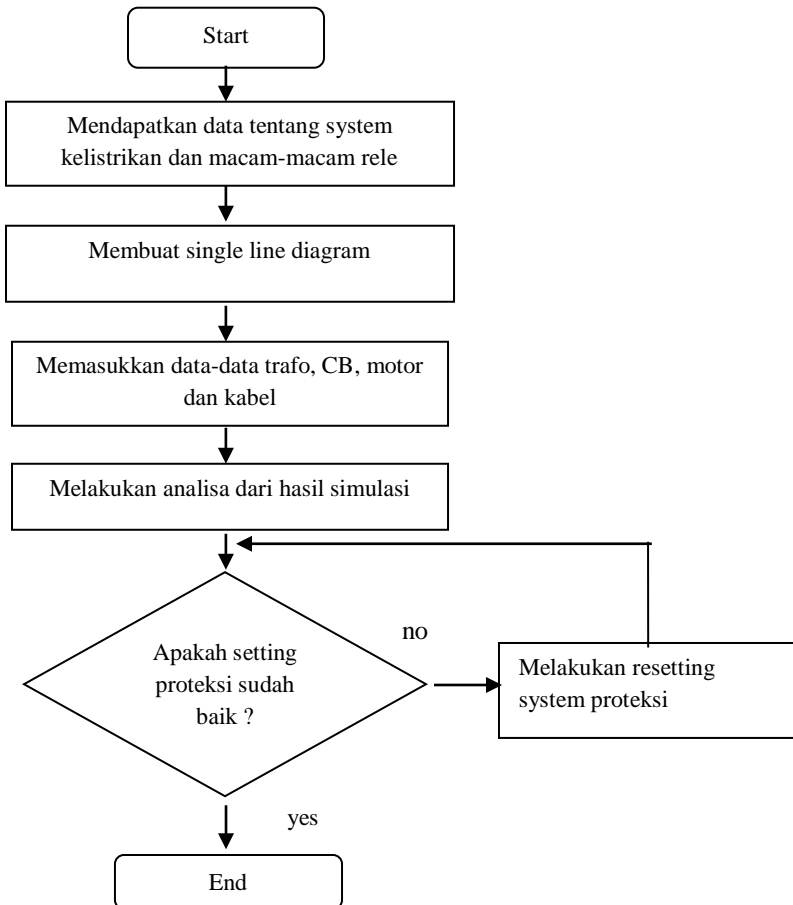 Start
Mendapatkan data tentang system
kelistrikan dan macam-macam rele
Membuat single line diagram
Memasukkan data-data trafo, CB, motor
dan kabel
Melakukan analisa dari hasil simulasi
Apakah setting
proteksi sudah
baik ?
no
Melakukan resetting
system proteksi
yes
End